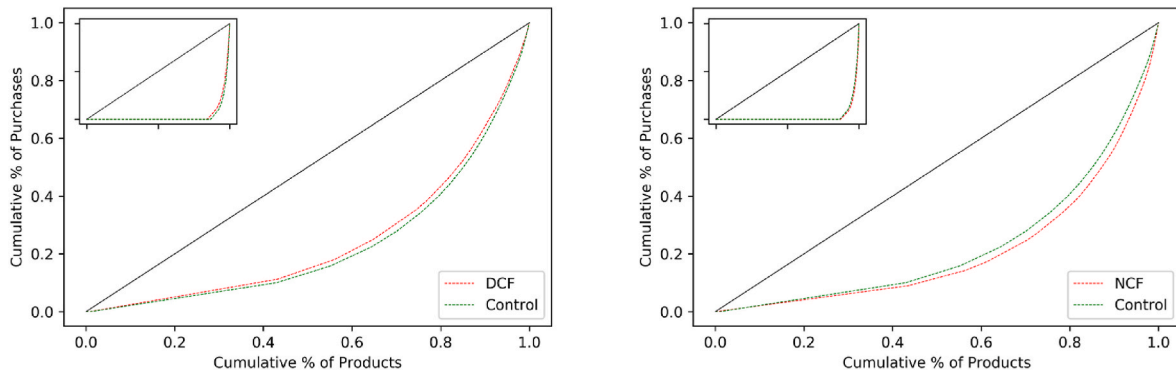 1.0
0.8
0.6
0.4
0.2
0.0
Cumulative % of Purchases
DCF
Control
0.0 0.2 0.4 0.6 0.8 1.0
Cumulative % of Products
1.0
0.8
0.6
0.4
0.2
0.0
Cumulative % of Purchases
NCF
Control
0.0 0.2 0.4 0.6 0.8 1.0
Cumulative % of Products